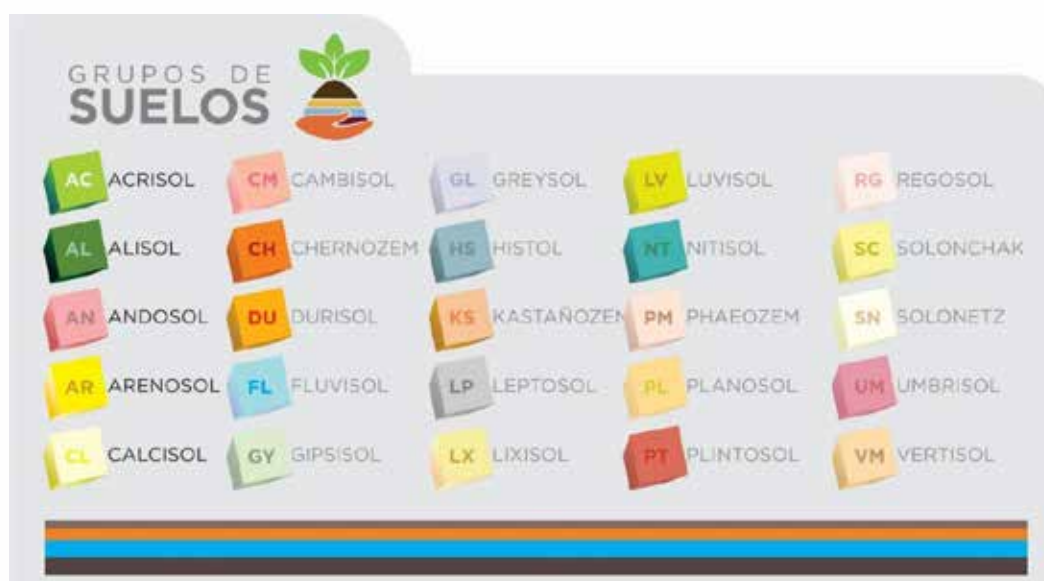 GRUPOS DE
SUELOS
AC ACRISOL CM CAMBISOL GL GREYSOL LV LUVISOL RG REGOSOL
AL ALISOL CH CHERNOZEM HS HISTOL NT NITISOL SC SOLONCHAK
AN ANDOSOL DU DURISOL KS KASTAÑOZEN PM PHAEOZEM SN SOLONETZ
AR ARENOSOL FL FLUVISOL LP LEPTOSOL PL PLANOSOL UM UMBRISOL
CL CALCISOL GY GIPSISOL LX LIXISOL PT PLINTOSOL VM VERTISOL